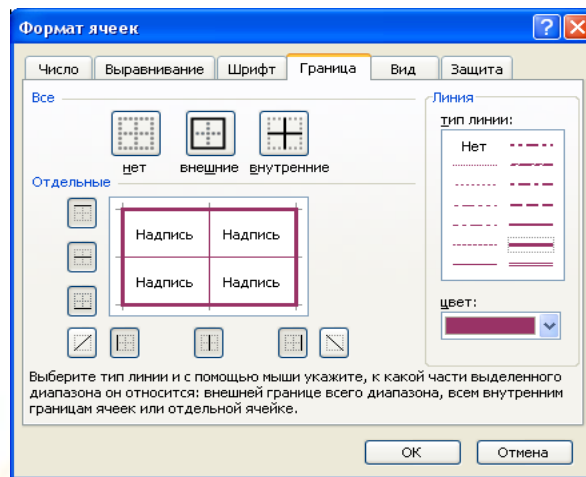 Формат ячеек
Число Выравнивание Шрифт Граница Вид Защита
Все
нет внешние внутренние
Отдельные
Надпись Надпись
Надпись Надпись
Линия
тип линии:
Нет
цвет:
Выберите тип линии и с помощью мыши укажите, к какой части выделенного
диапазона он относится: внешней границе всего диапазона, всем внутренним
границам ячеек или отдельной ячейке.
ОК Отмена